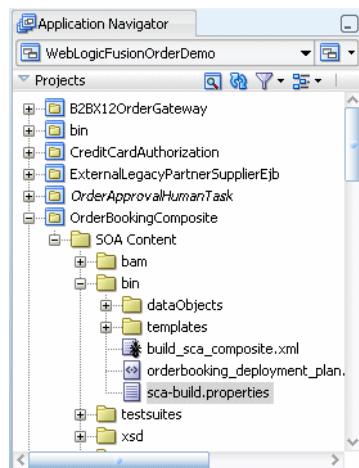 Application Navigator
WebLogicFusionOrderDemo
Projects
B2BX12OrderGateway
bin
CreditCardAuthorization
ExternalLegacyPartnerSupplierEjb
OrderApprovalHumanTask
OrderBookingComposite
SOA Content
bam
bin
dataObjects
templates
build_sca_composite.xml
orderbooking_deployment_plan.
sca-build.properties
testsuites
xsd